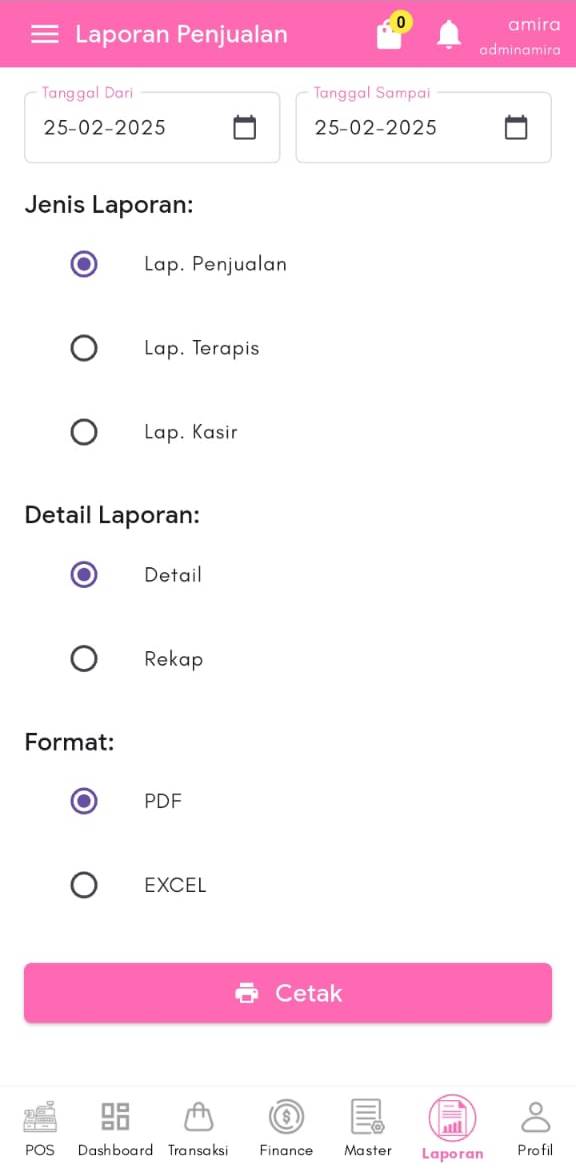 Laporan Penjualan
0
amira
adminamira
Tanggal Dari
Tanggal Sampai
25-02-2025
25-02-2025
Jenis Laporan:
Lap. Penjualan
Lap. Terapis
Lap. Kasir
Detail Laporan:
Detail
Rekap
Format:
PDF
EXCEL
Cetak
POS
Dashboard
Transaksi
Finance
Master
Laporan
Profil